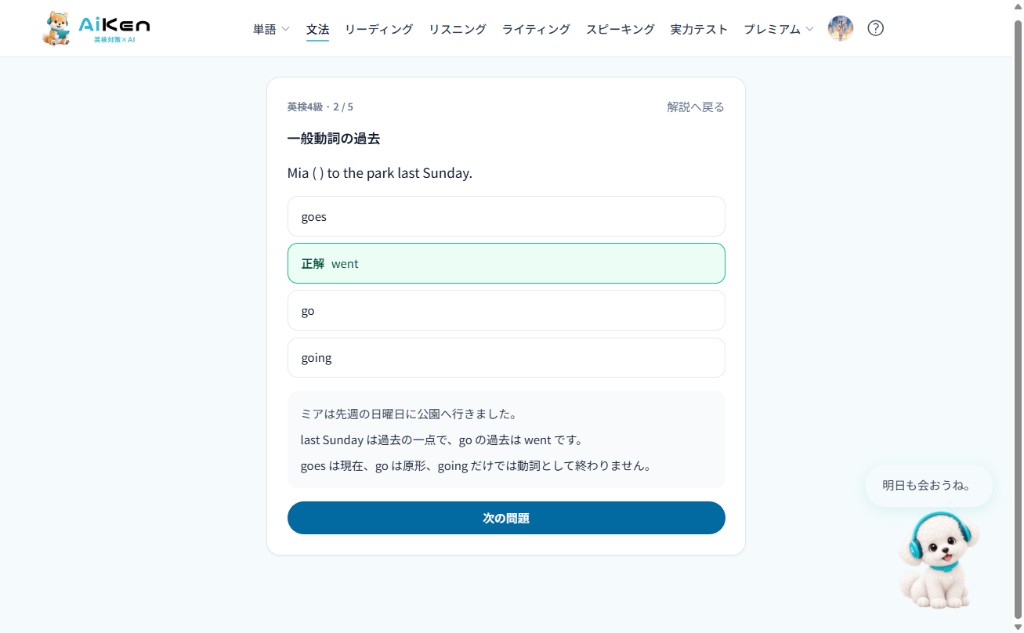 AiKen
英検対策×AI
単語
文法
リーディング
リスニング
ライティング
スピーキング
実力テスト
プレミアム
?
英検4級・2 / 5
解説へ戻る
一般動詞の過去
Mia ( ) to the park last Sunday.
goes
正解 went
go
going
ミアは先週の日曜日に公園へ行きました。
last Sunday は過去の一点で、go の過去は went です。
goes は現在、go は原形、going だけでは動詞として終わりません。
次の問題
明日も会おうね。